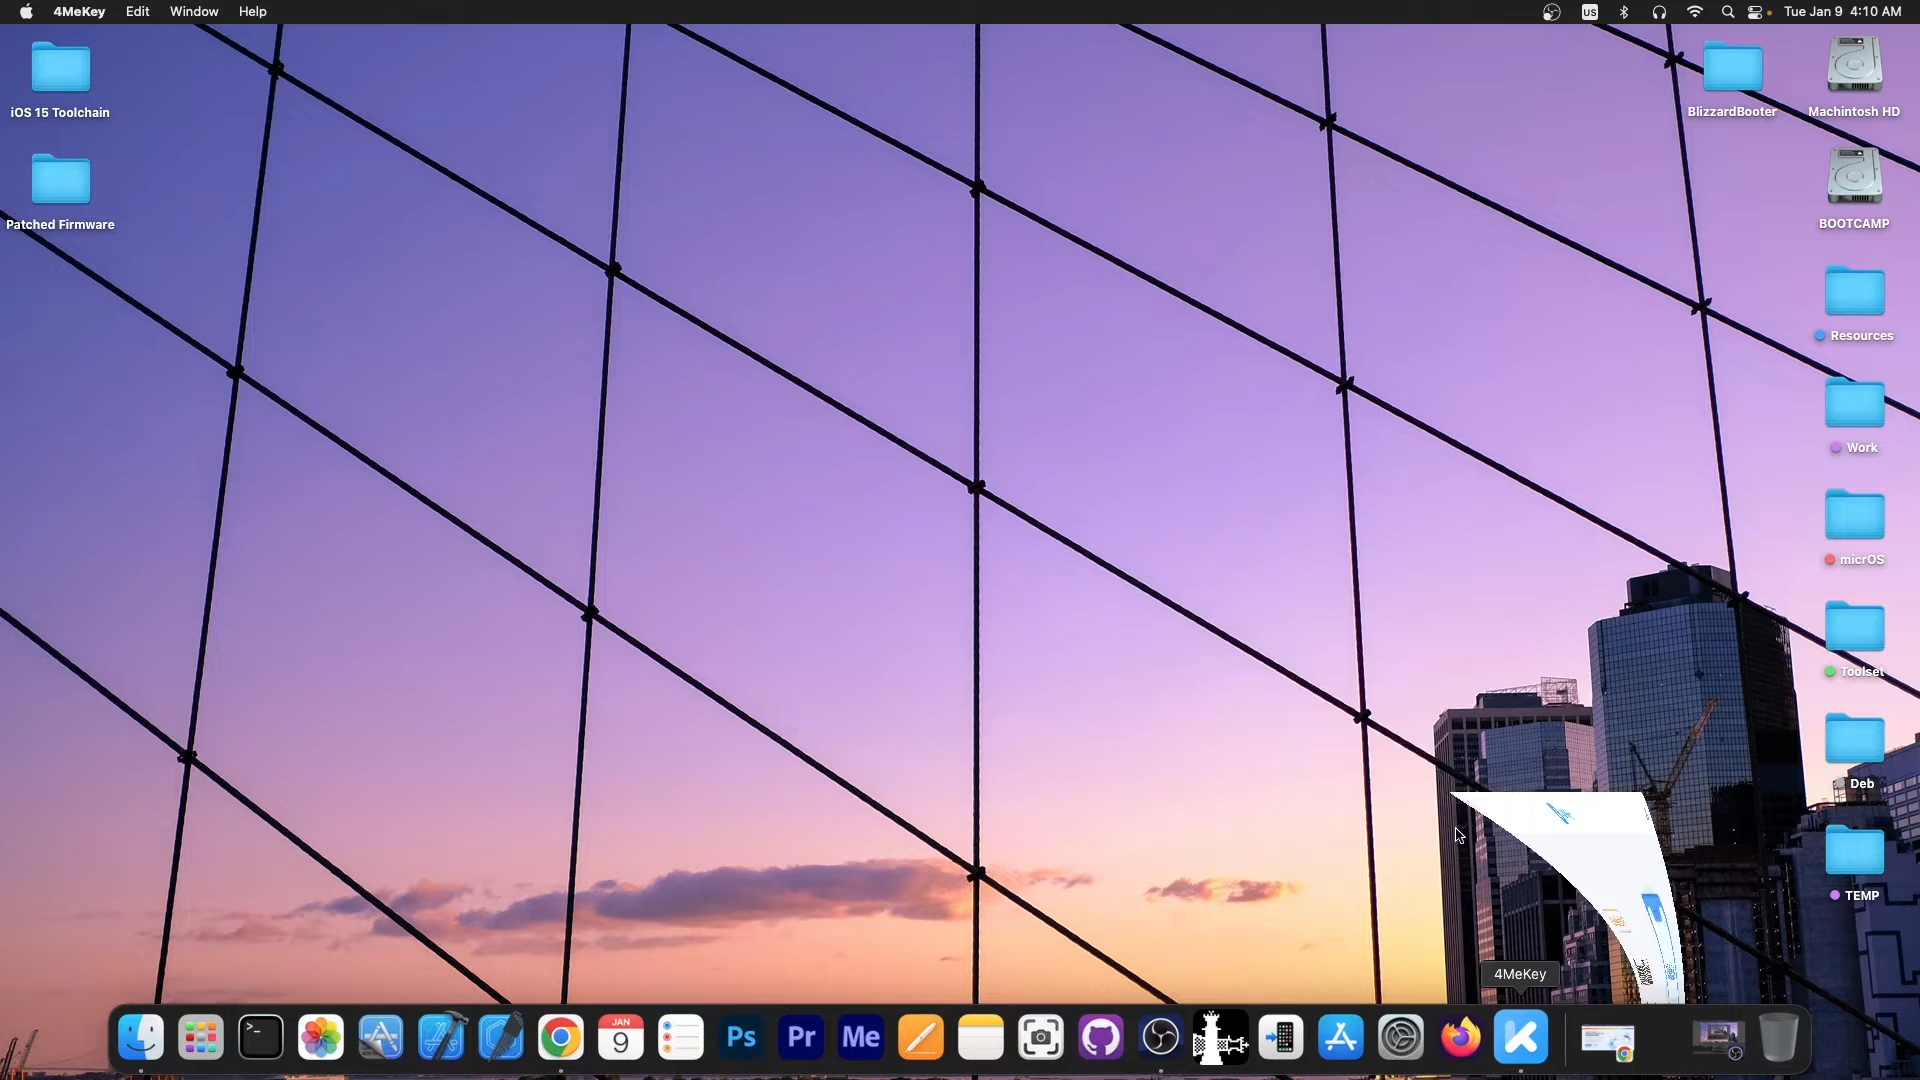 4MeKey Edit Window Help
US
Tue Jan 9 4:10 AM
iOS 15 Toolchain
Patched Firmware
BlizzardBooter
Machintosh HD
BOOTCAMP
Resources
Work
micrOS
Toolset
Deb
TEMP
4MeKey
>_
JAN
9
Ps
Pr
Me